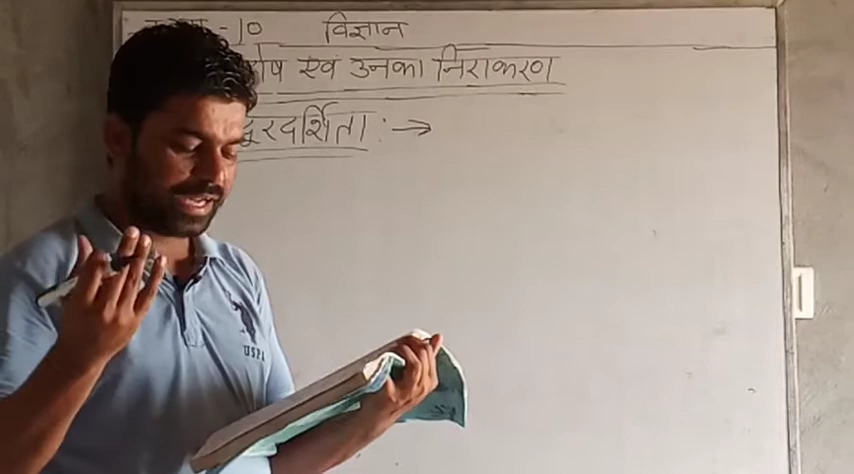 -10 विज्ञान
एवं उनका निराकरण
दूरदर्शिता :→
USPA